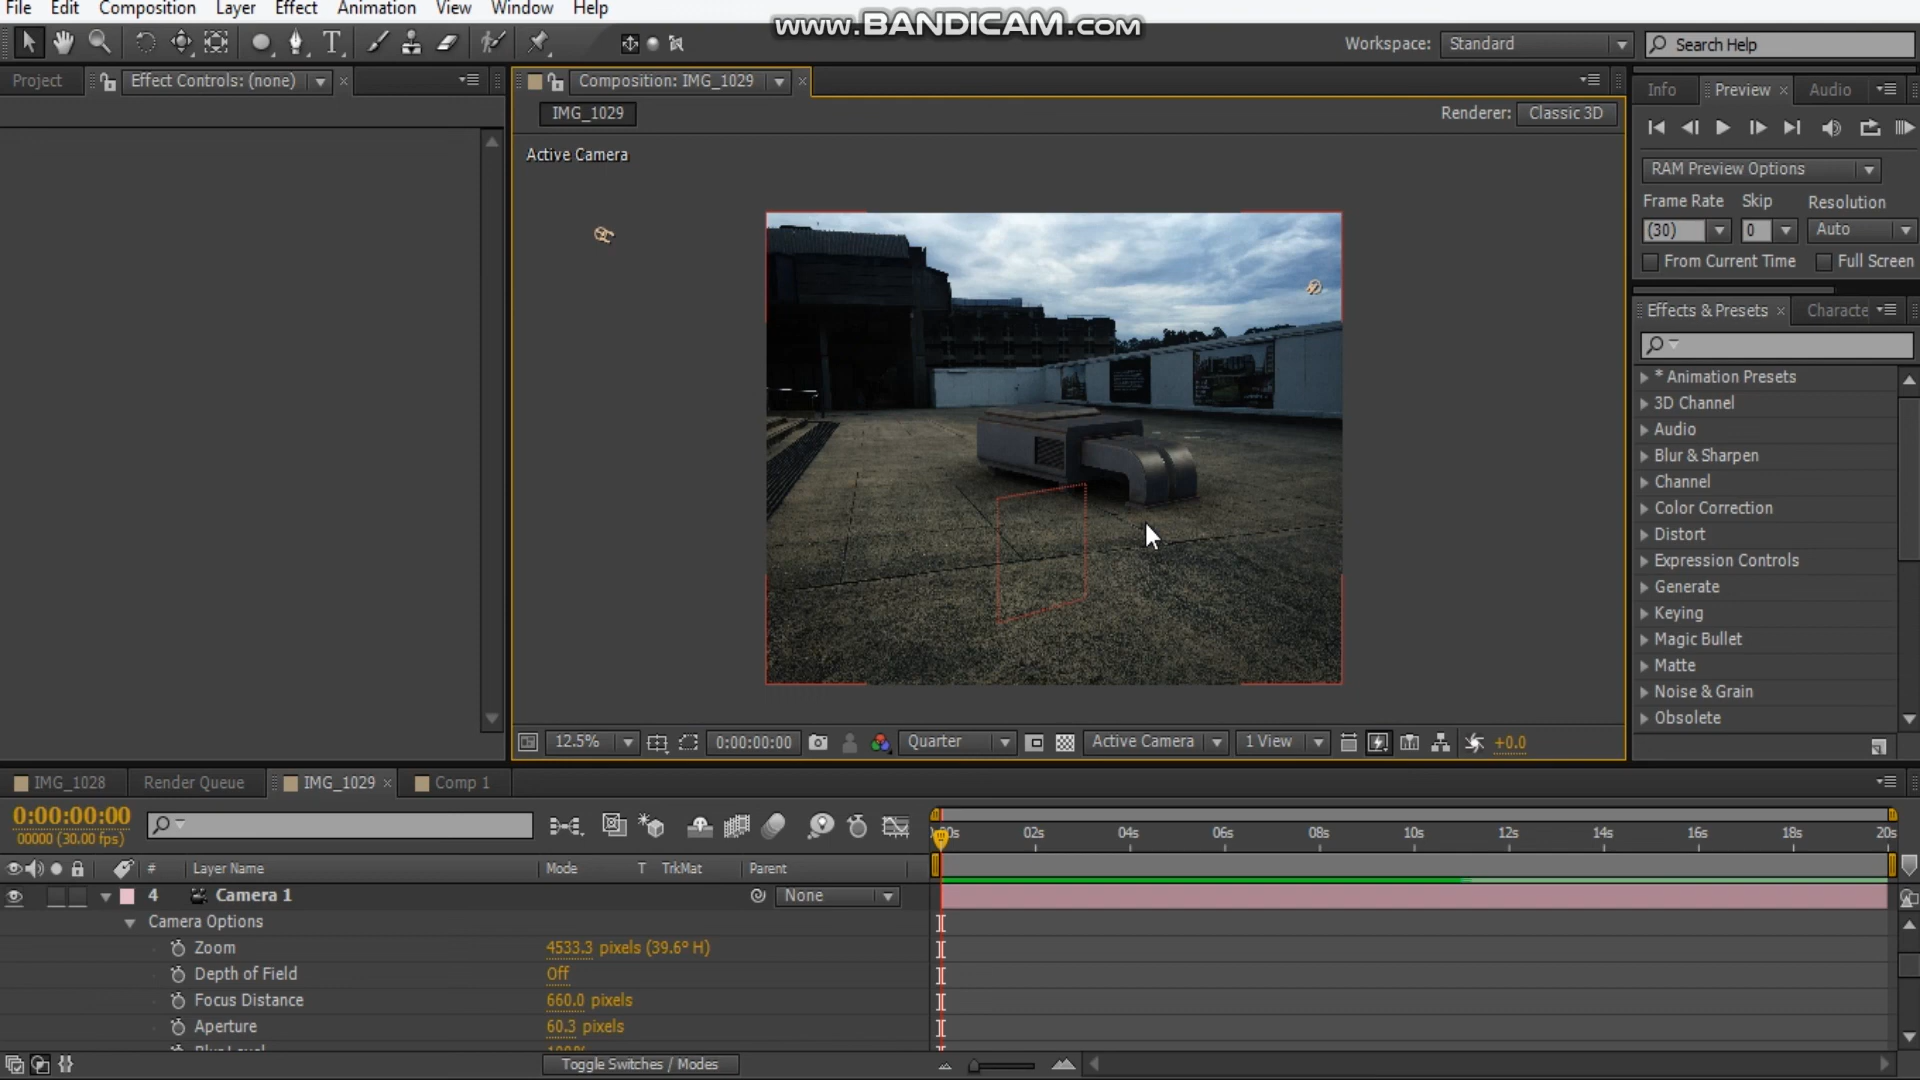 File Edit Composition Layer Effect Animation View Window Help
www.BANDICAM.com
Workspace: Standard
Search Help
Project
Effect Controls: (none)
Composition: IMG_1029
Info
Preview
Audio
IMG_1029
Renderer: Classic 3D
Active Camera
RAM Preview Options
Frame Rate Skip Resolution
(30) 0 Auto
From Current Time Full Screen
Effects & Presets
Characte
* Animation Presets
3D Channel
Audio
Blur & Sharpen
Channel
Color Correction
Distort
Expression Controls
Generate
Keying
Magic Bullet
Matte
Noise & Grain
Obsolete
12.5% 0:00:00:00 Quarter Active Camera 1 View +0.0
IMG_1028 Render Queue IMG_1029 Comp 1
0:00:00:00
00000 (30.00 fps)
02s 04s 06s 08s 10s 12s 14s 16s 18s 20s
# Layer Name Mode T TrkMat Parent
4 Camera 1 None
Camera Options
Zoom 4533.3 pixels (39.6° H)
Depth of Field Off
Focus Distance 660.0 pixels
Aperture 60.3 pixels
Toggle Switches / Modes